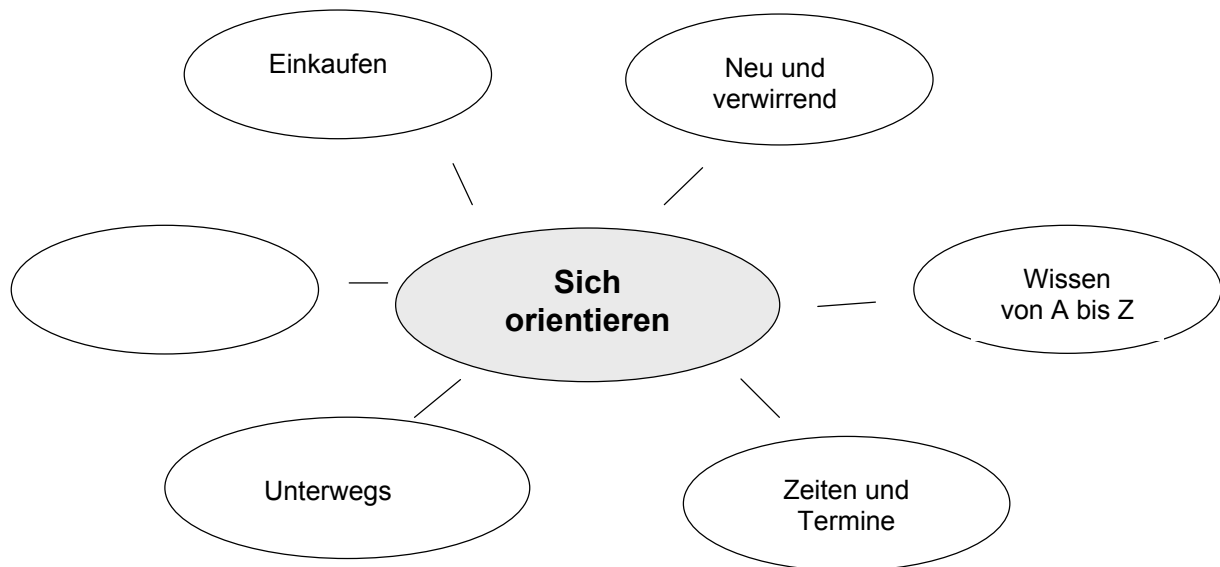 Einkaufen
Neu und
verwirrend
Sich
orientieren
Wissen
von A bis Z
Unterwegs
Zeiten und
Termine